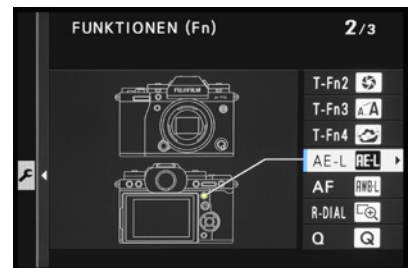 FUNKTIONEN (Fn) 2/3
FUJIFILM
T-Fn2
T-Fn3 A A
T-Fn4
AE-L AE-L
AF AWB-L
R-DIAL
Q Q